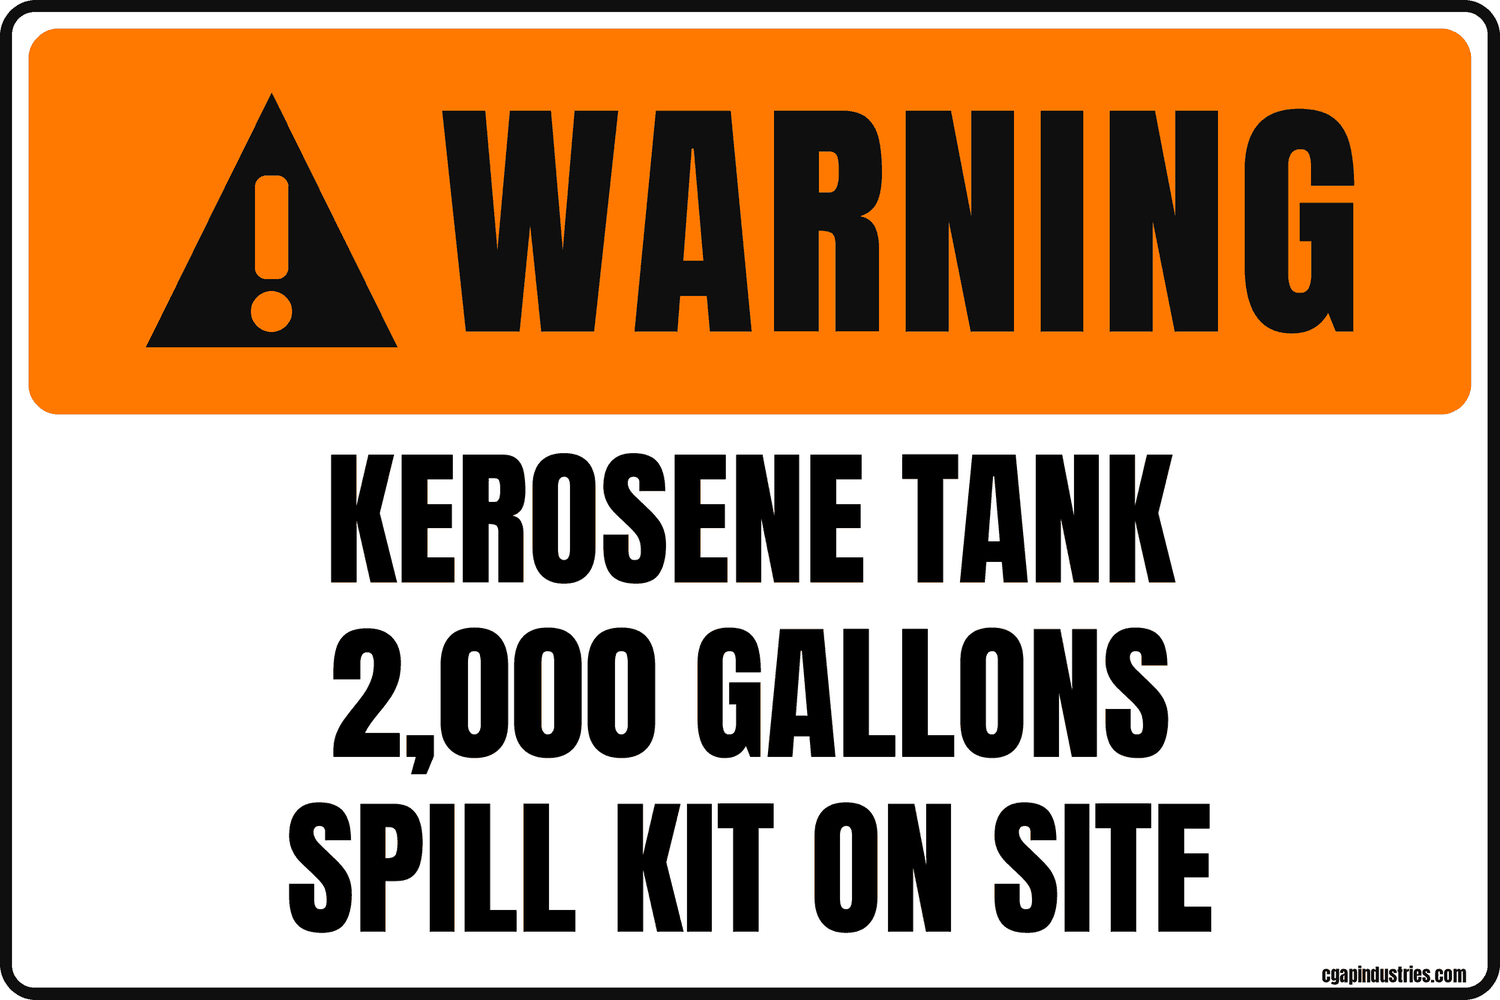 WARNING
KEROSENE TANK
2,000 GALLONS
SPILL KIT ON SITE
cgapindustries.com